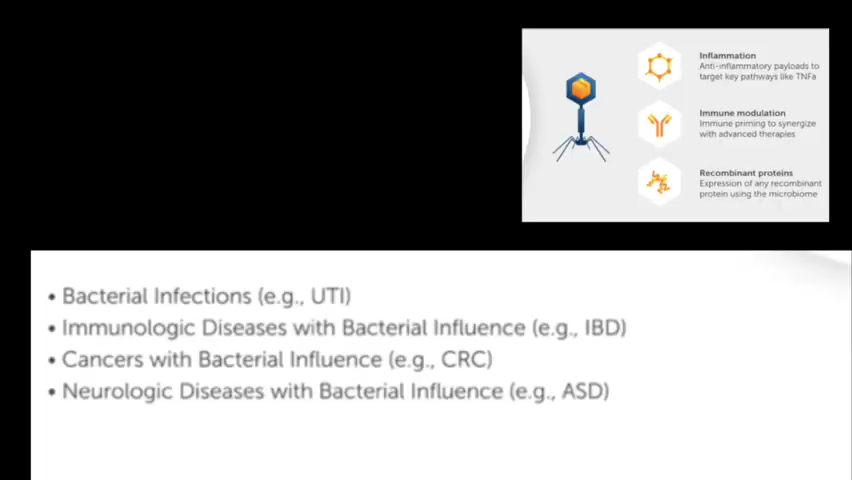 Inflammation
Anti-inflammatory payloads to
target key pathways like TNFa
Immune modulation
Immune priming to synergize
with advanced therapies
Recombinant proteins
Expression of any recombinant
protein using the microbiome
• Bacterial Infections (e.g., UTI)
• Immunologic Diseases with Bacterial Influence (e.g., IBD)
• Cancers with Bacterial Influence (e.g., CRC)
• Neurologic Diseases with Bacterial Influence (e.g., ASD)